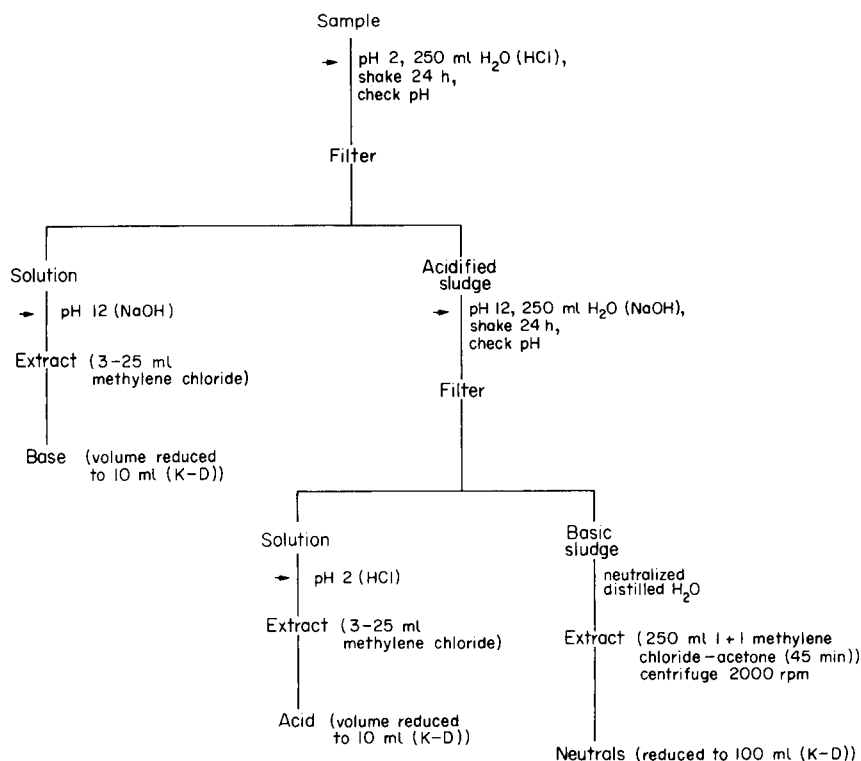 Sample
pH 2, 250 ml H₂O (HCl),
shake 24 h,
check pH
Filter
Solution
pH 12 (NaOH)
Extract (3–25 ml
methylene chloride)
Base (volume reduced
to 10 ml (K–D))
Acidified
sludge
pH 12, 250 ml H₂O (NaOH),
shake 24 h,
check pH
Filter
Solution
pH 2 (HCl)
Extract (3–25 ml
methylene chloride)
Acid (volume reduced
to 10 ml (K–D))
Basic
sludge
neutralized
distilled H₂O
Extract (250 ml 1 + 1 methylene
chloride–acetone (45 min))
centrifuge 2000 rpm
Neutrals (reduced to 100 ml (K–D))